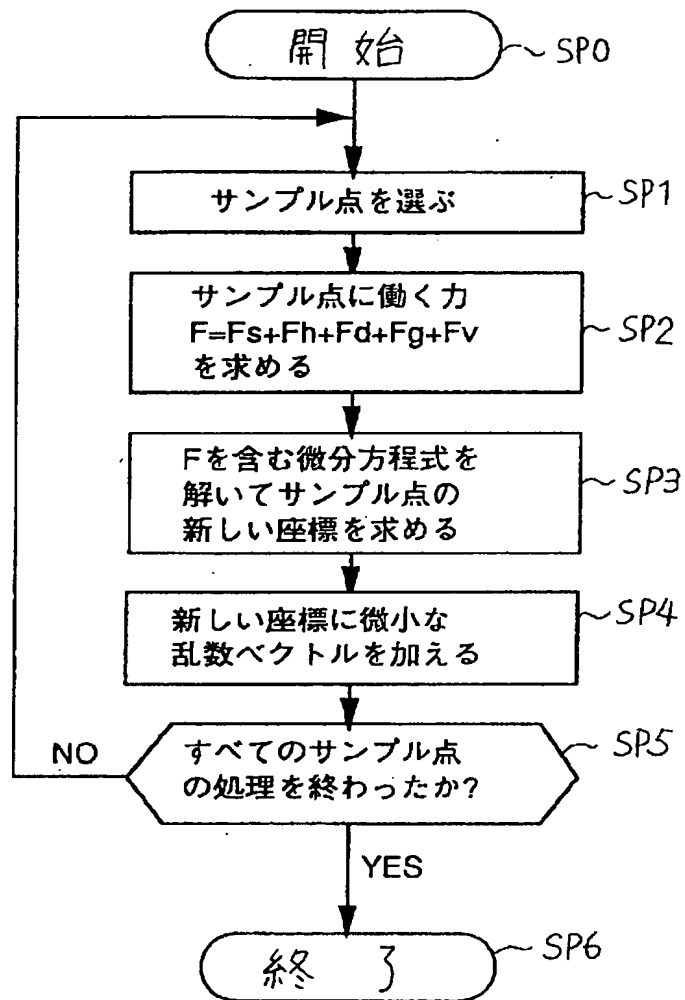 開始
SP0
サンプル点を選ぶ
SP1
サンプル点に働く力
F=Fs+Fh+Fd+Fg+Fv
を求める
SP2
Fを含む微分方程式を
解いてサンプル点の
新しい座標を求める
SP3
新しい座標に微小な
乱数ベクトルを加える
SP4
すべてのサンプル点
の処理を終わったか?
SP5
NO
YES
終了
SP6